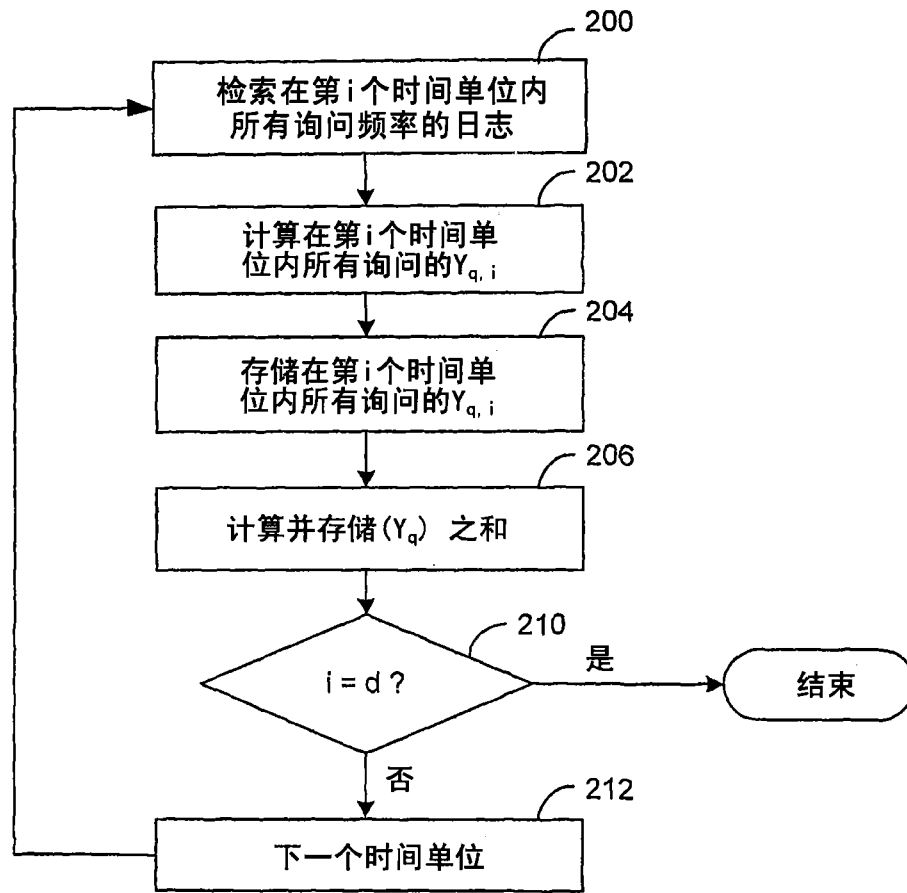 200
检索在第i个时间单位内
所有询问频率的日志
202
计算在第i个时间单
位内所有询问的Yq, i
204
存储在第i个时间单
位内所有询问的Yq, i
206
计算并存储(Yq) 之和
210
i = d ?
是
结束
否
212
下一个时间单位